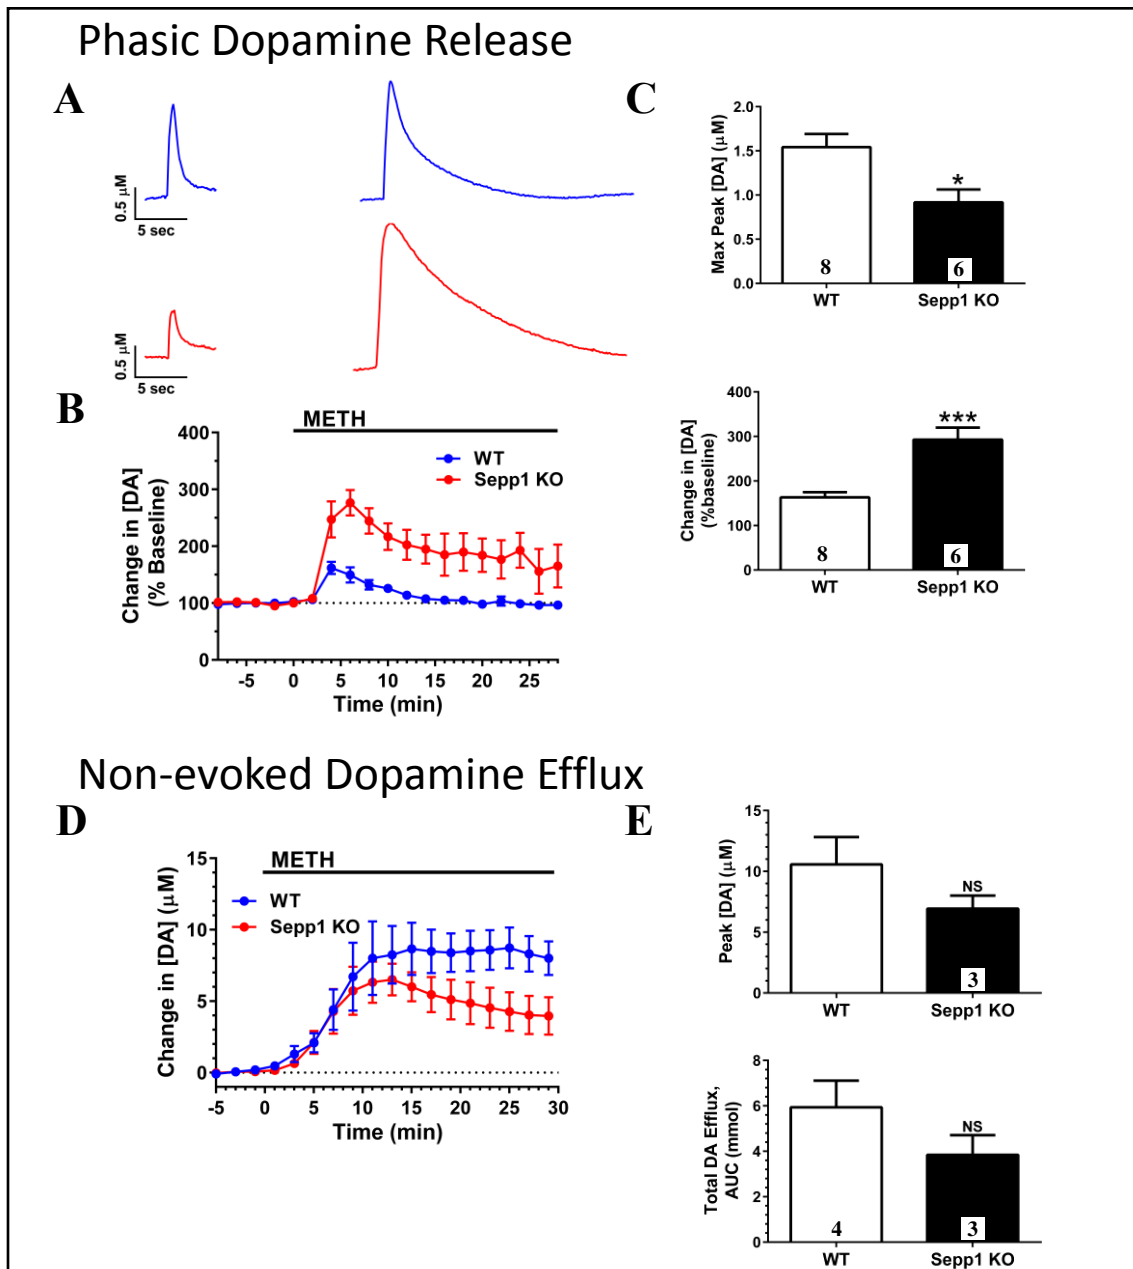 Phasic Dopamine Release
A
0.5 μM
5 sec
0.5 μM
5 sec
B
METH
WT
Sepp1 KO
Change in [DA]
(% Baseline)
400
300
200
100
0
-5 0 5 10 15 20 25
Time (min)
C
Max Peak [DA] (μM)
2.0
1.5
1.0
0.5
0.0
*
8 6
WT Sepp1 KO
Change in [DA]
(%baseline)
400
300
200
100
0
***
8 6
WT Sepp1 KO
Non-evoked Dopamine Efflux
D
METH
WT
Sepp1 KO
Change in [DA] (μM)
15
10
5
0
-5 0 5 10 15 20 25 30
Time (min)
E
Peak [DA] (μM)
15
10
5
0
NS
3
WT Sepp1 KO
Total DA Efflux,
AUC (mmol)
8
6
4
2
0
NS
4 3
WT Sepp1 KO